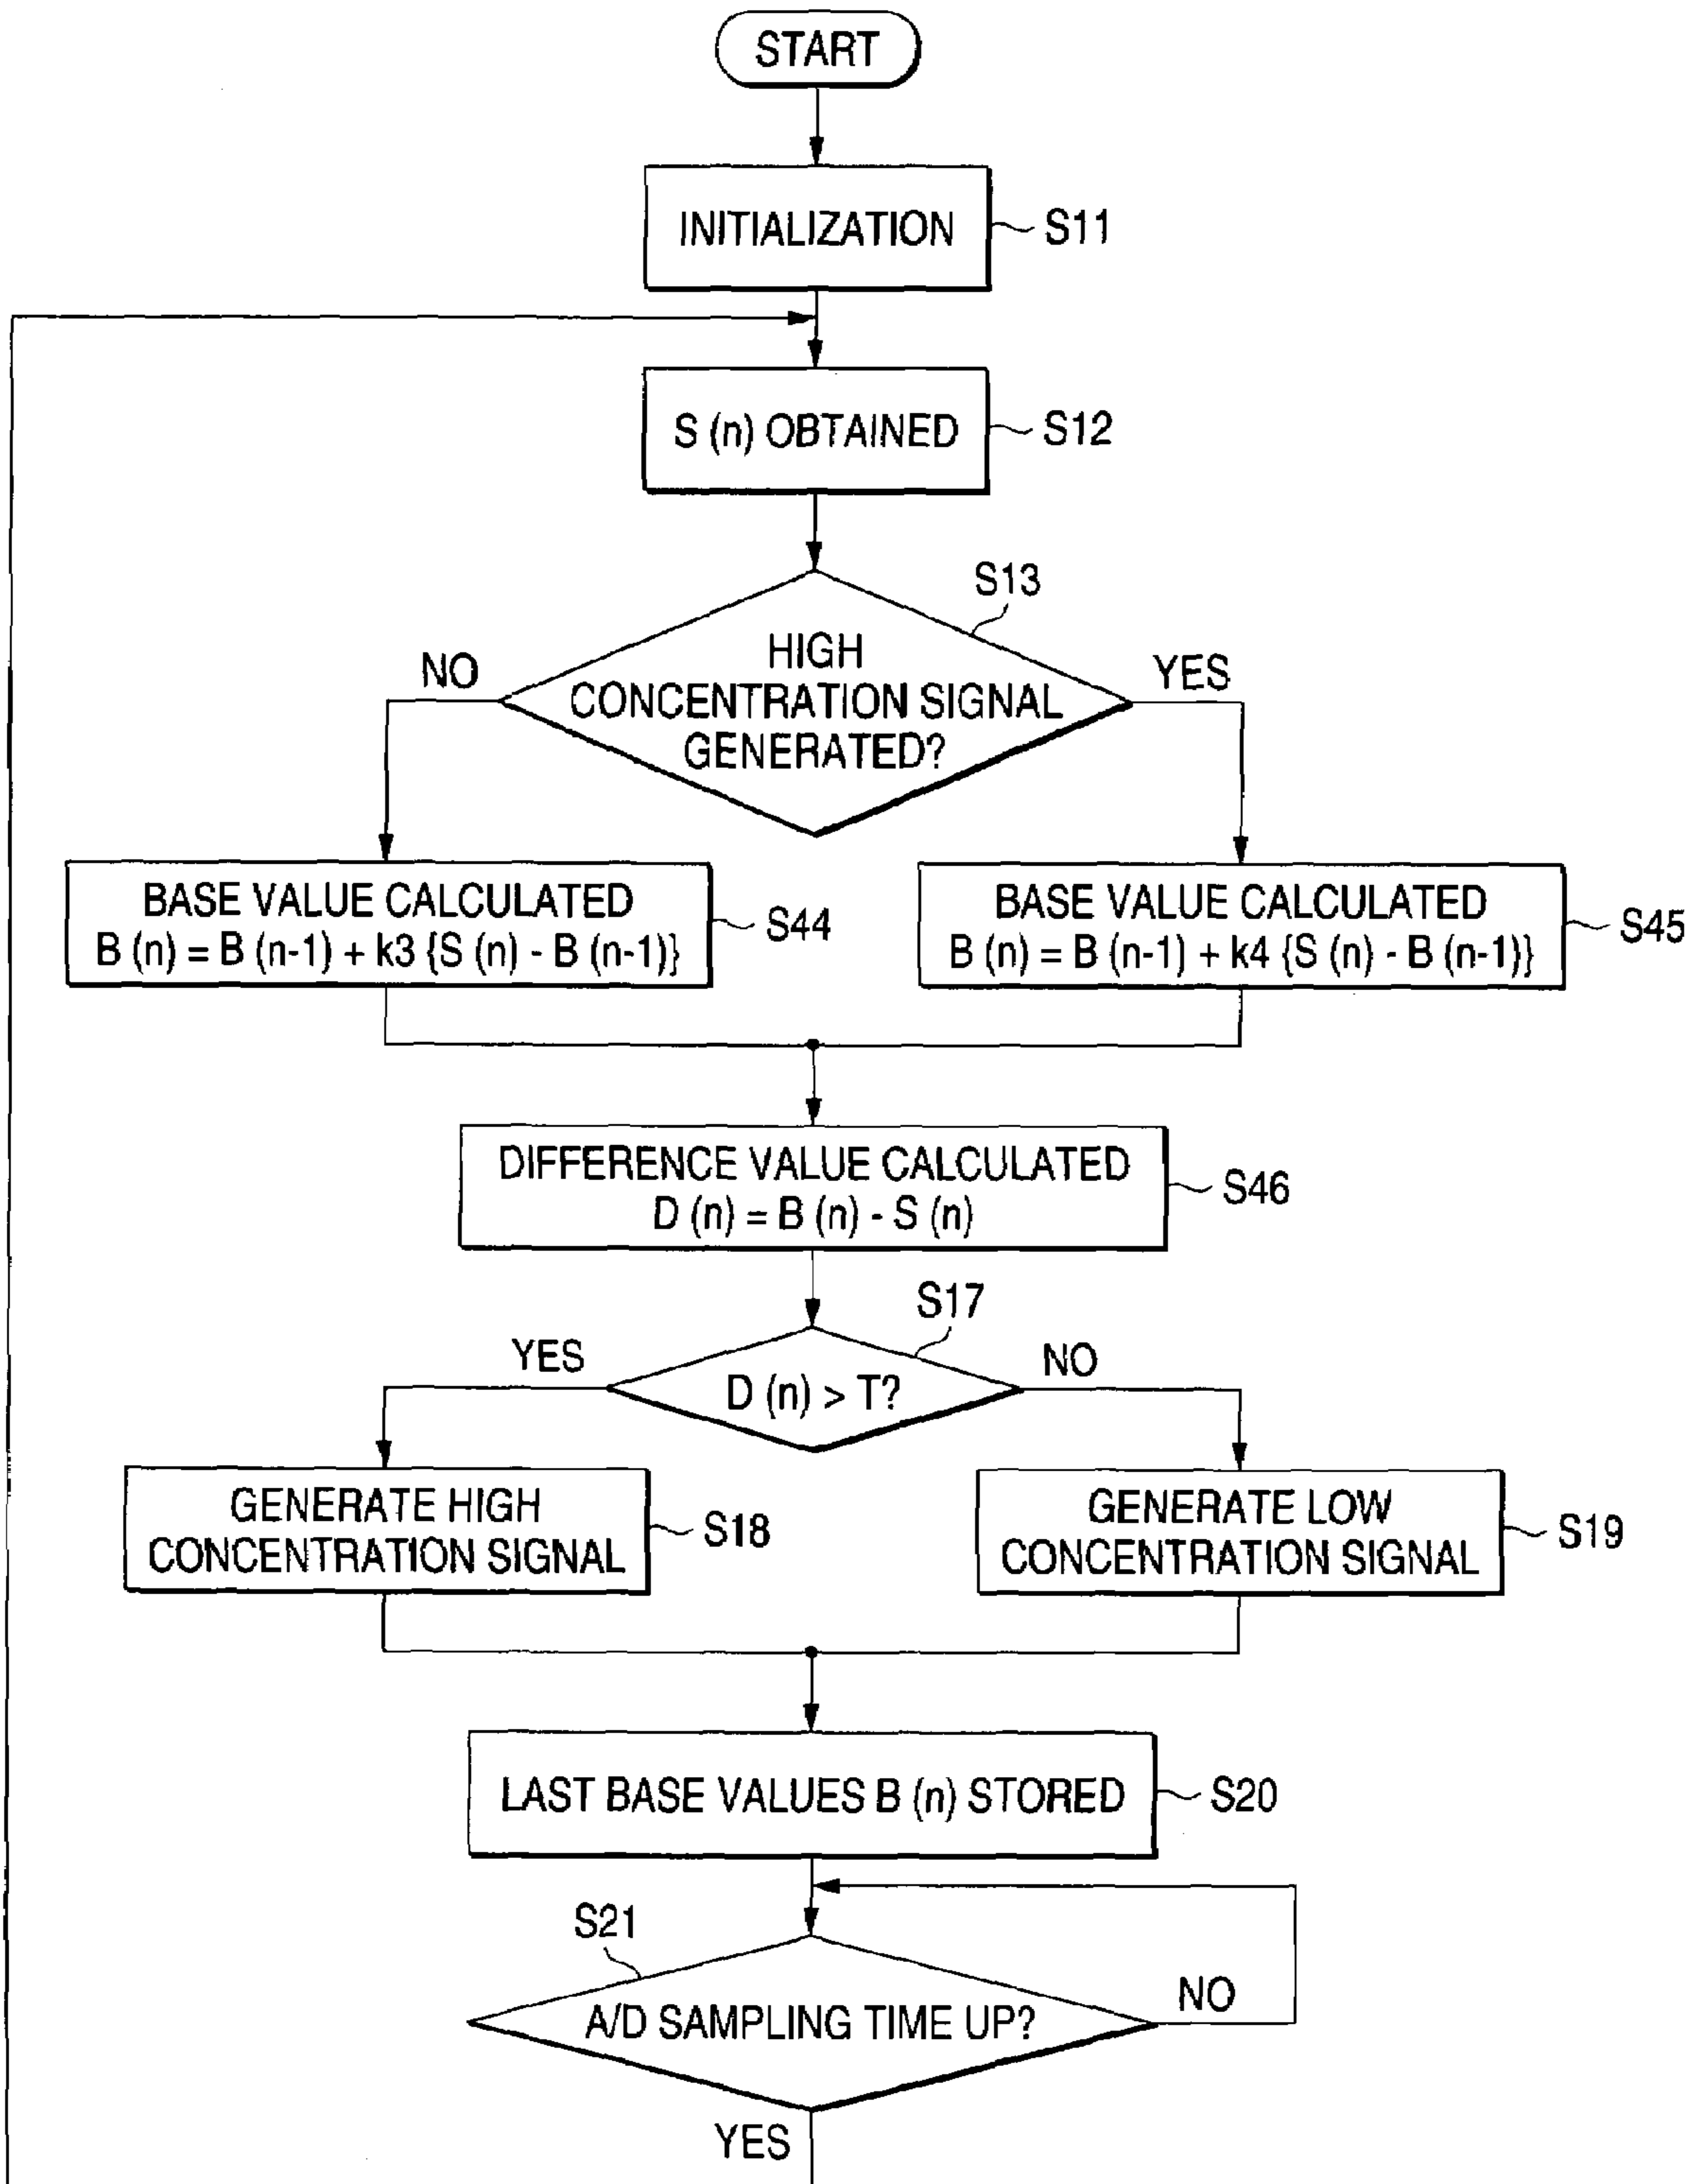 START
INITIALIZATION
S11
S (n) OBTAINED
S12
S13
HIGH
CONCENTRATION SIGNAL
GENERATED?
NO
YES
BASE VALUE CALCULATED
B (n) = B (n-1) + k3 {S (n) - B (n-1)}
S44
BASE VALUE CALCULATED
B (n) = B (n-1) + k4 {S (n) - B (n-1)}
S45
DIFFERENCE VALUE CALCULATED
D (n) = B (n) - S (n)
S46
S17
YES
NO
D (n) > T?
GENERATE HIGH
CONCENTRATION SIGNAL
S18
GENERATE LOW
CONCENTRATION SIGNAL
S19
LAST BASE VALUES B (n) STORED
S20
S21
A/D SAMPLING TIME UP?
NO
YES